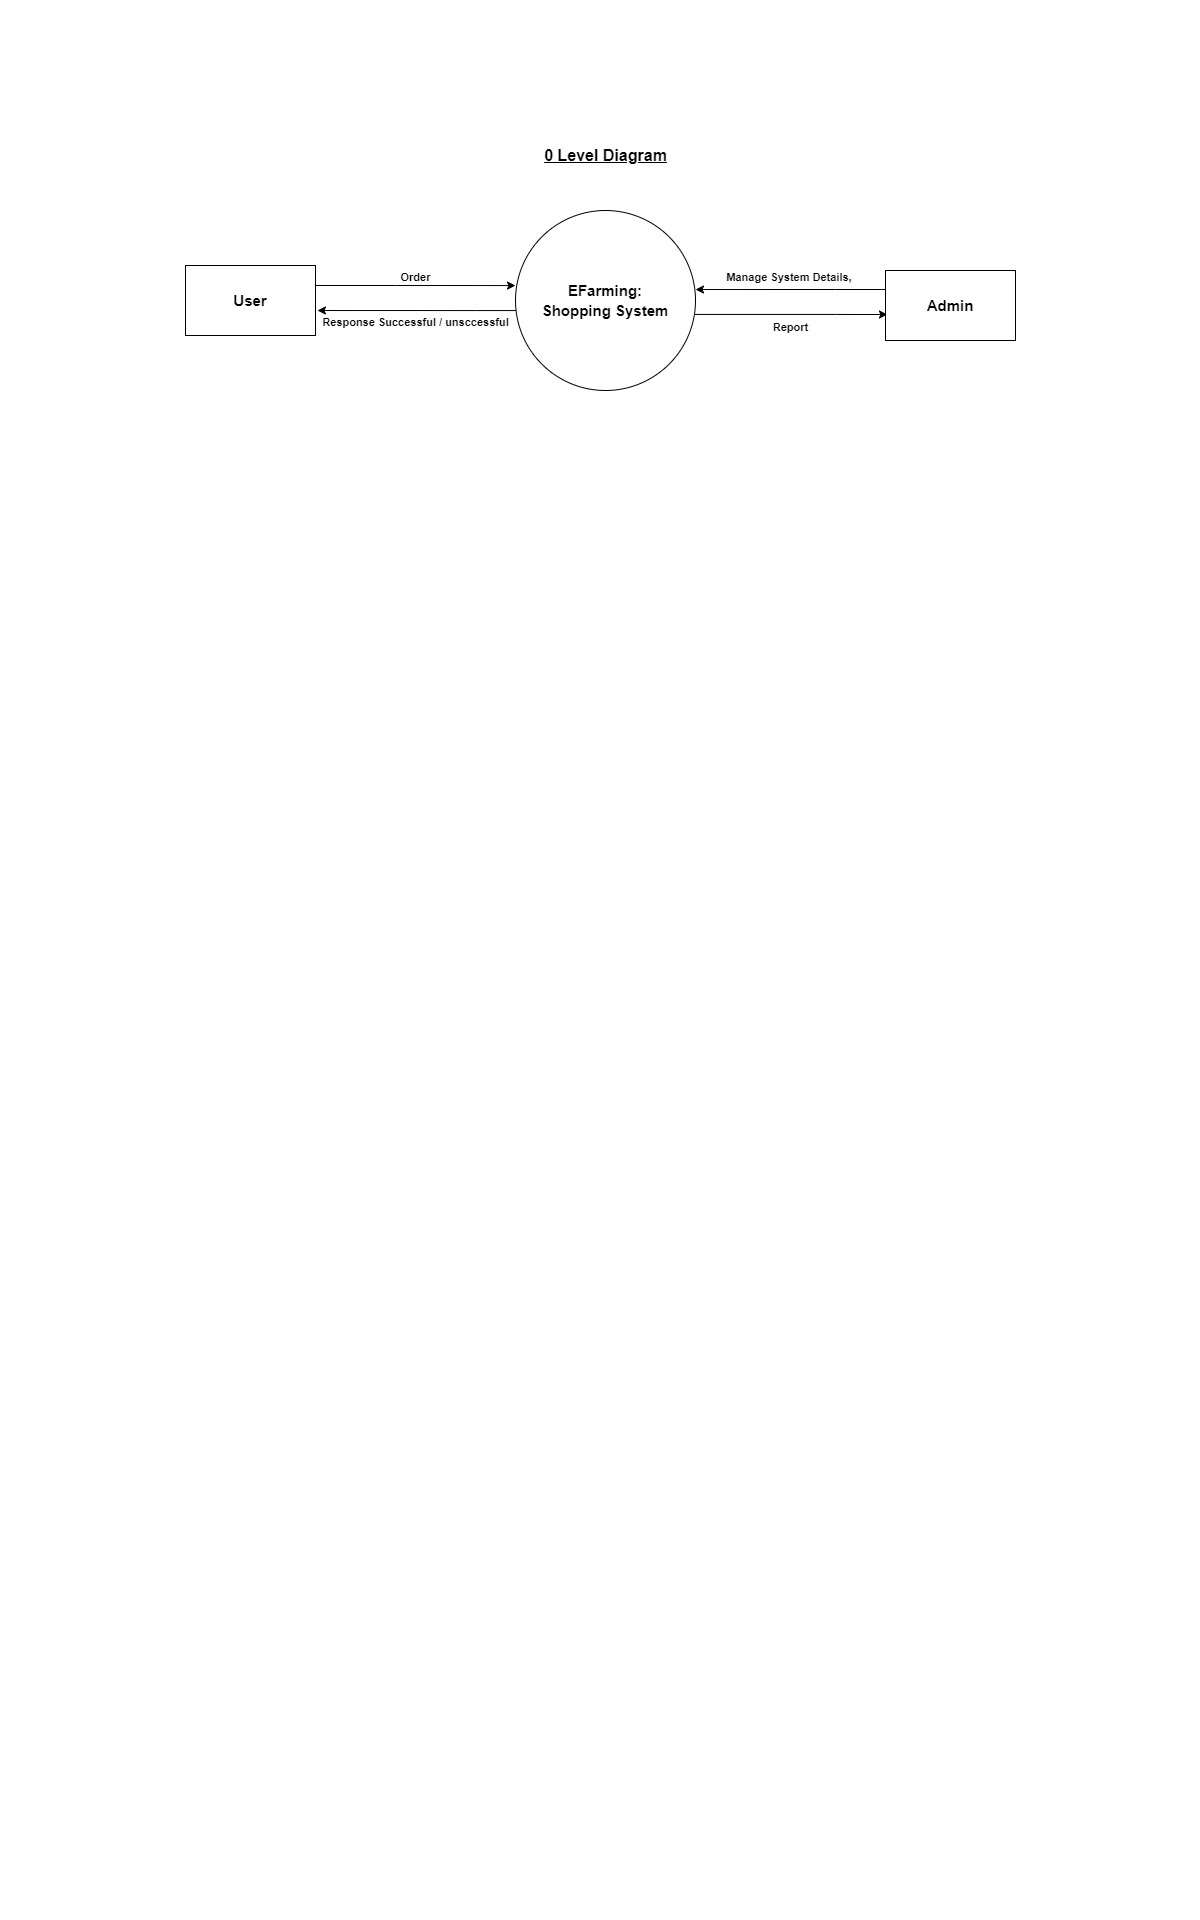 0 Level Diagram
User
Order
Response Successful / unsccessful
EFarming:
Shopping System
Manage System Details,
Report
Admin